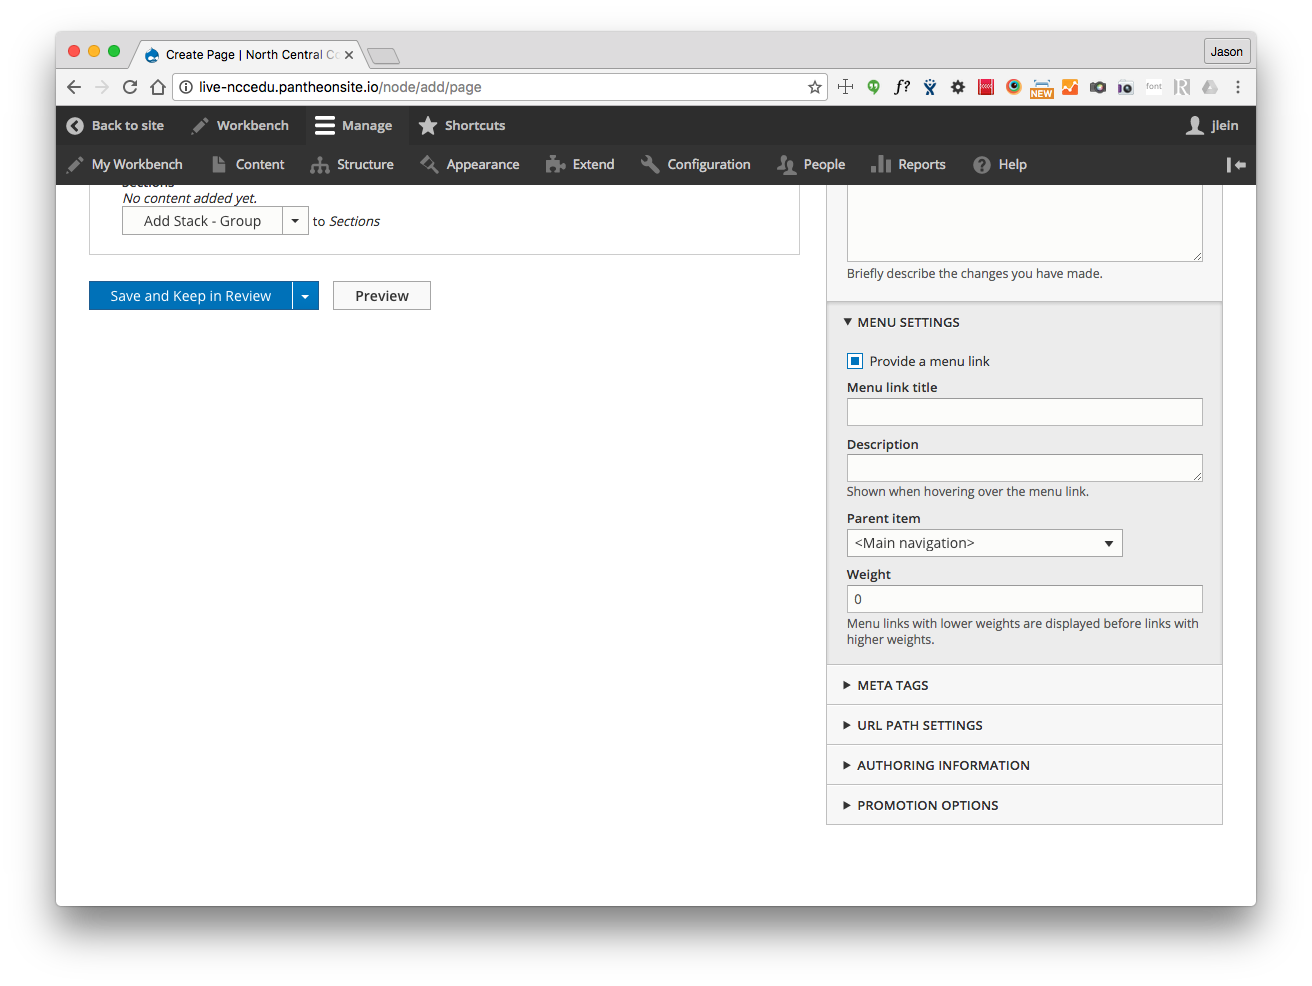 Create Page | North Central Co
Jason
live-nccedu.pantheonsite.io/node/add/page
f?
NEW
font
R
Back to site
Workbench
Manage
Shortcuts
jlein
My Workbench
Content
Structure
Appearance
Extend
Configuration
People
Reports
Help
Sections
No content added yet.
Add Stack - Group
to Sections
Save and Keep in Review
Preview
Briefly describe the changes you have made.
MENU SETTINGS
Provide a menu link
Menu link title
Description
Shown when hovering over the menu link.
Parent item
<Main navigation>
Weight
0
Menu links with lower weights are displayed before links with
higher weights.
META TAGS
URL PATH SETTINGS
AUTHORING INFORMATION
PROMOTION OPTIONS